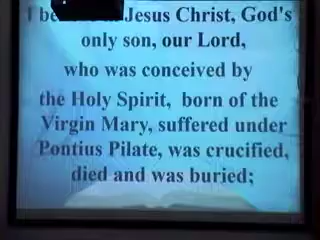 I be Jesus Christ, God's
only son, our Lord,
who was conceived by
the Holy Spirit, born of the
Virgin Mary, suffered under
Pontius Pilate, was crucified,
died and was buried;